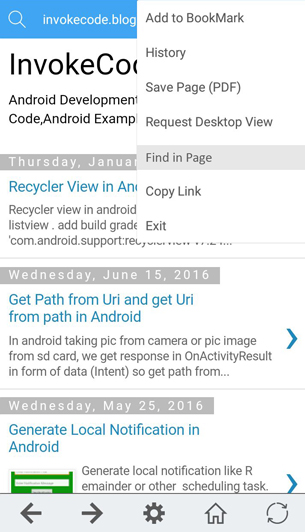 invokecode.blog
Add to BookMark
History
Save Page (PDF)
Request Desktop View
Find in Page
Copy Link
Exit
InvokeCo
Android Development
Code,Android Examp
Thursday, Januar
Recycler View in An
Recycler view in android
listview . add build grade
'com.android.support:recyclerview-v7:24...
Wednesday, June 15, 2016
Get Path from Uri and get Uri
from path in Android
In android taking pic from camera or pic image
from sd card, we get response in OnActivityResult
in form of data (Intent) so get path from...
Wednesday, May 25, 2016
Generate Local Notification in
Android
Generate local notification like R
emainder or other scheduling task.